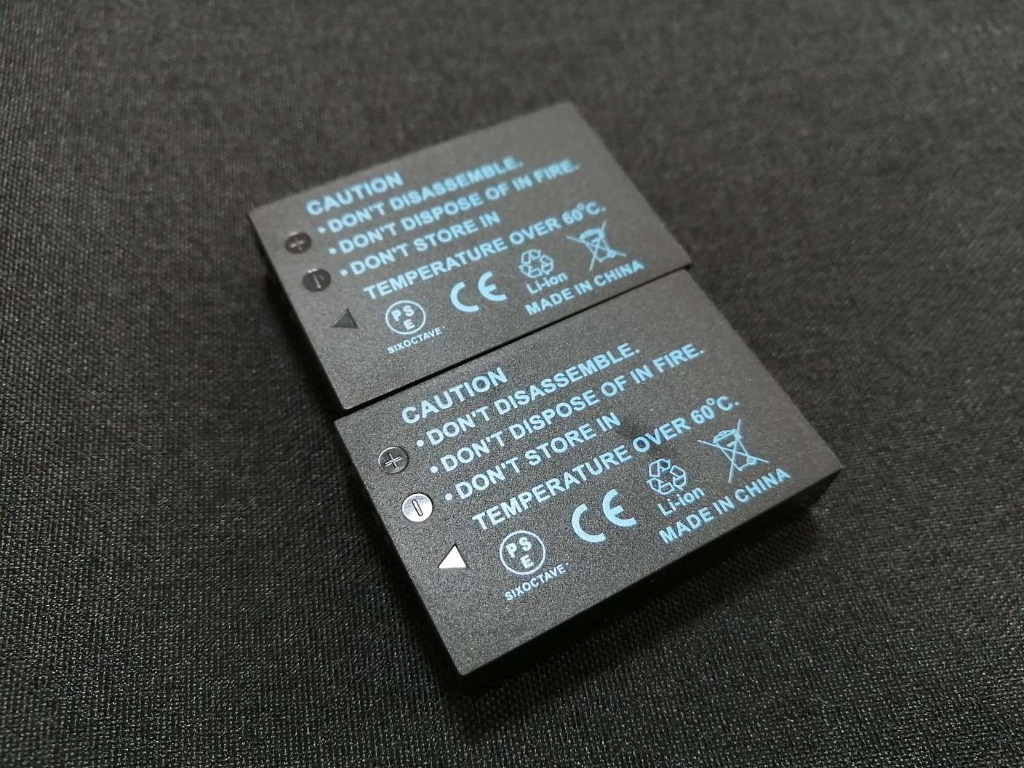 CAUTION
• DON'T DISASSEMBLE.
• DON'T DISPOSE OF IN FIRE.
• DON'T STORE IN
TEMPERATURE OVER 60°C.
PS
E
SIXOCTAVE
CE
Li-ion
MADE IN CHINA
CAUTION
• DON'T DISASSEMBLE.
• DON'T DISPOSE OF IN FIRE.
• DON'T STORE IN
TEMPERATURE OVER 60°C.
PS
E
SIXOCTAVE
CE
Li-ion
MADE IN CHINA